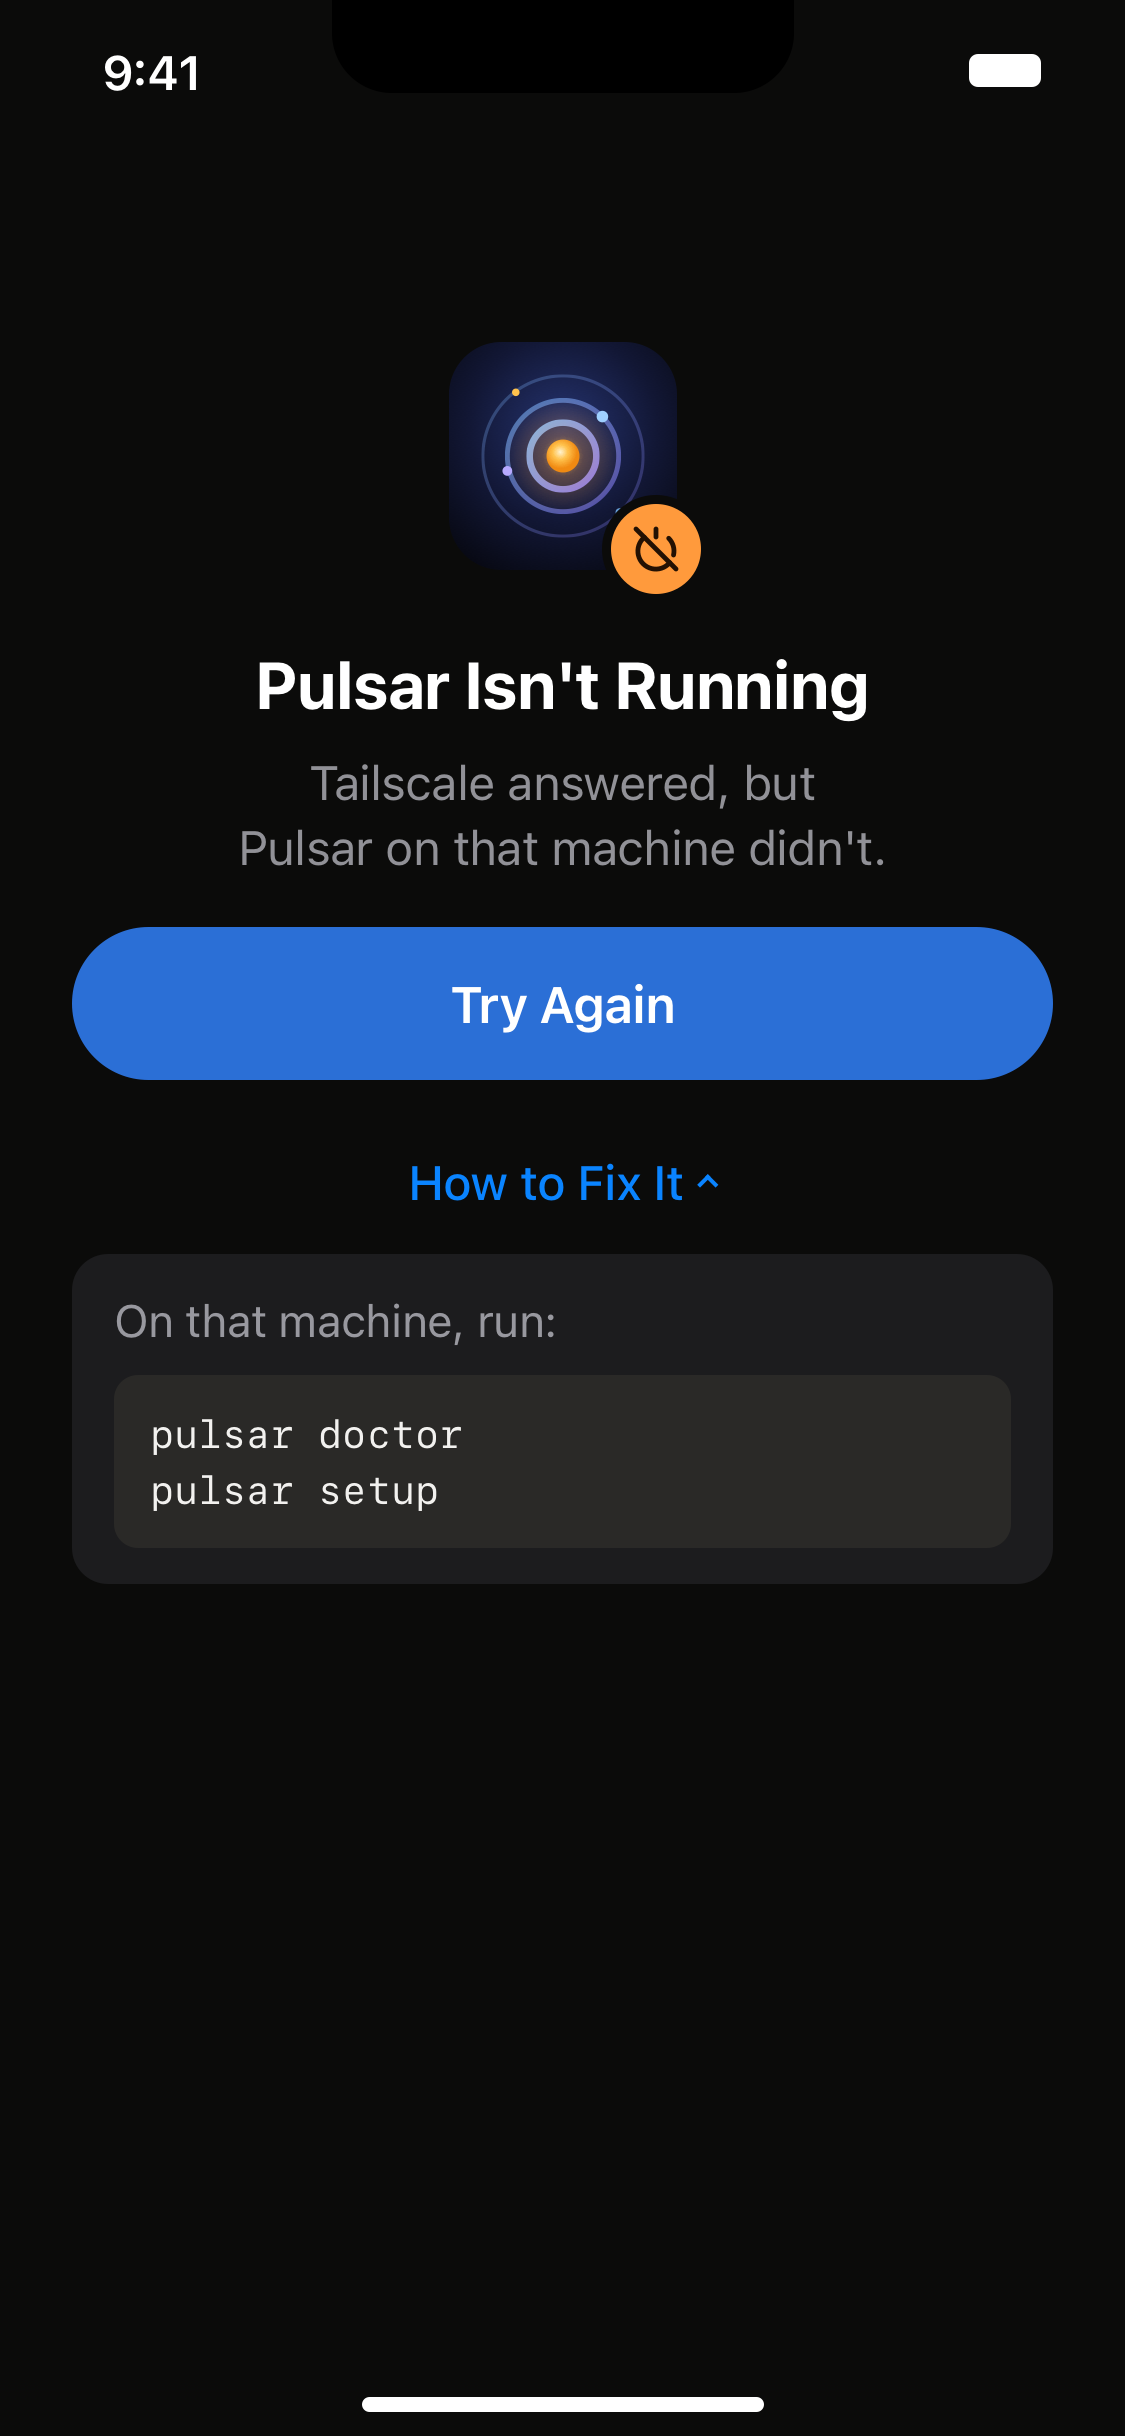 9:41
Pulsar Isn't Running
Tailscale answered, but
Pulsar on that machine didn't.
Try Again
How to Fix It
On that machine, run:
pulsar doctor
pulsar setup